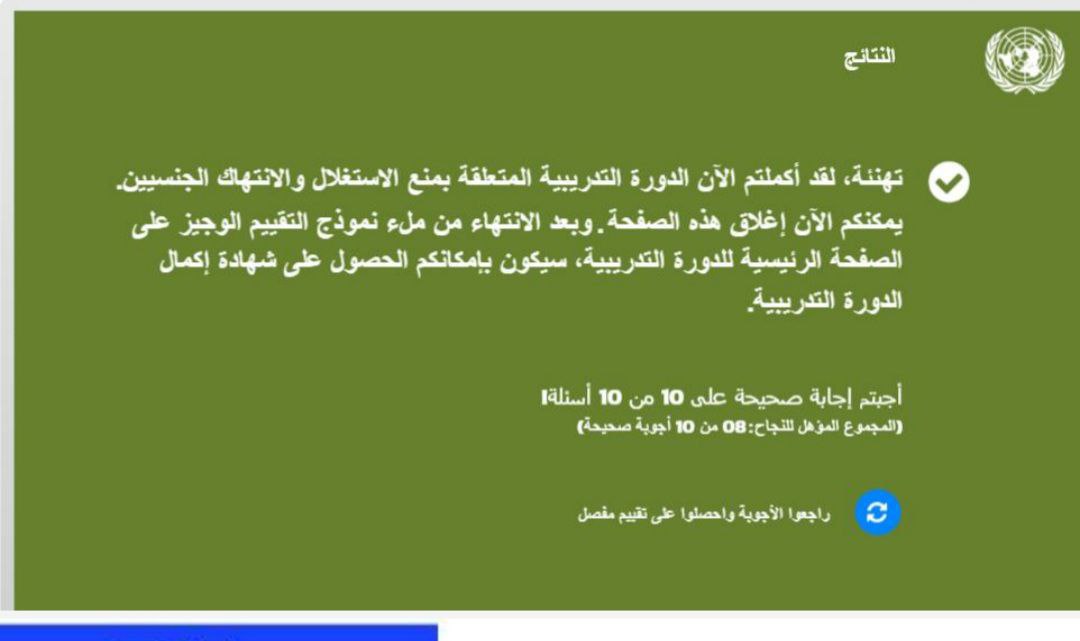 النتائج
تهنئة، لقد أكملتم الآن الدورة التدريبية المتعلقة بمنع الاستغلال والانتهاك الجنسيين.
يمكنكم الآن إغلاق هذه الصفحة. وبعد الانتهاء من ملء نموذج التقييم الوجيز على
الصفحة الرئيسية للدورة التدريبية، سيكون بإمكانكم الحصول على شهادة إكمال
الدورة التدريبية.
أجبتم إجابة صحيحة على 10 من 10 أسئلة!
(المجموع المؤهل للنجاح: 08 من 10 أجوبة صحيحة)
راجعوا الأجوبة واحصلوا على تقييم مفصل